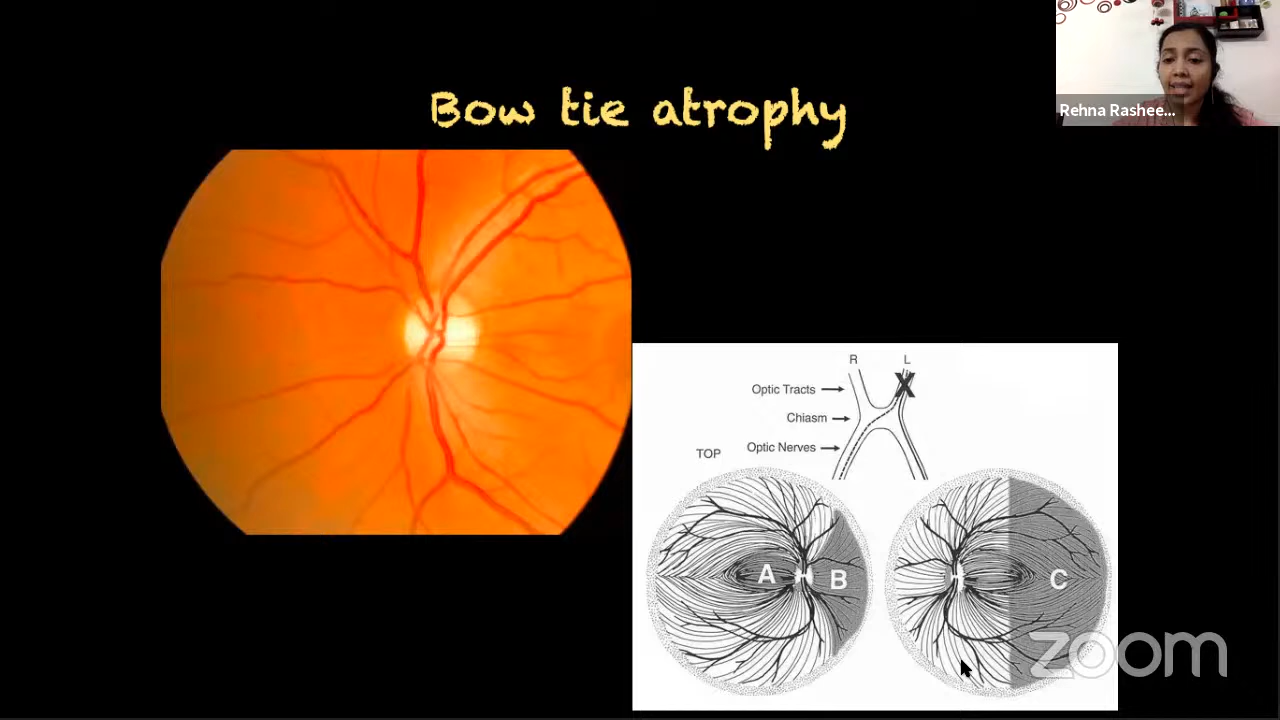 Bow tie atrophy
Rehna Rashee...
R L
X
Optic Tracts
Chiasm
Optic Nerves
TOP
A B C
zoom